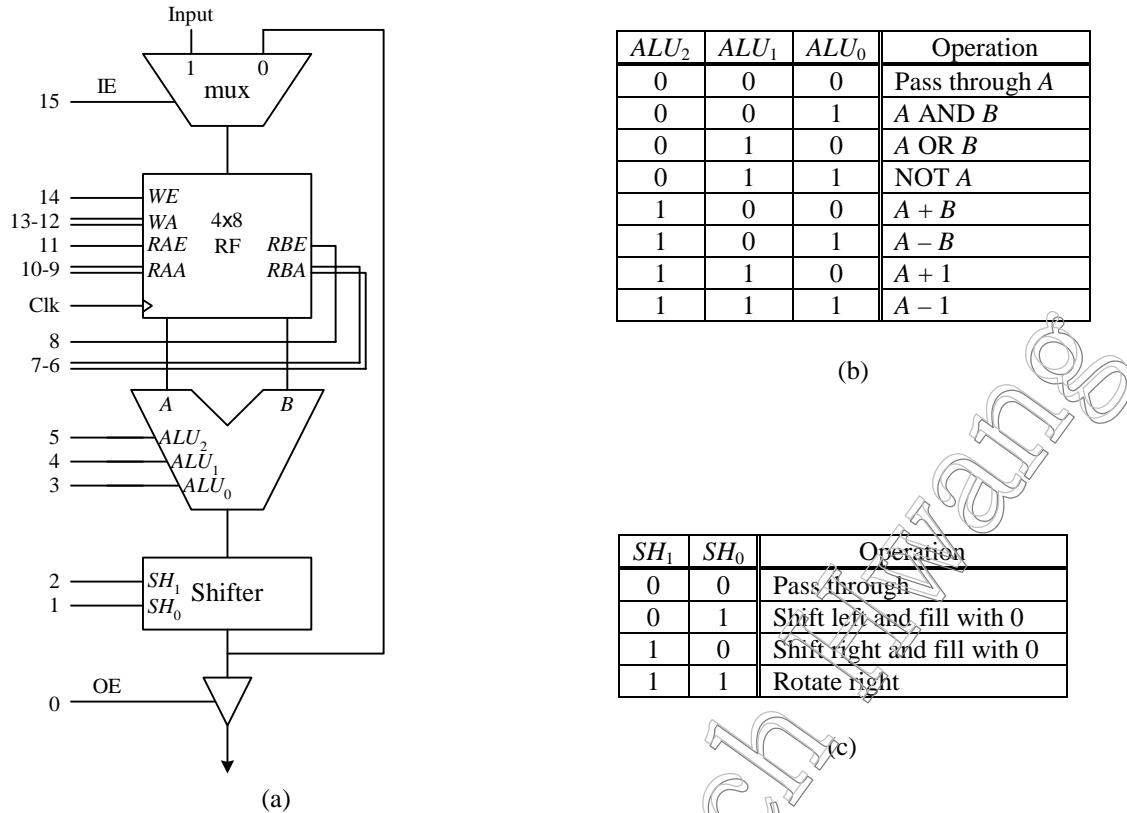 Input
1 0
mux
IE
15
14 WE
13-12 WA
11 RAE
10-9 RAA
Clk
4x8
RF
RBE
RBA
8
7-6
A B
5 ALU2
4 ALU1
3 ALU0
2 SH1
1 SH0
Shifter
OE
0
(a)
ALU2 ALU1 ALU0 Operation
0 0 0 Pass through A
0 0 1 A AND B
0 1 0 A OR B
0 1 1 NOT A
1 0 0 A + B
1 0 1 A – B
1 1 0 A + 1
1 1 1 A – 1
(b)
SH1 SH0 Operation
0 0 Pass through
0 1 Shift left and fill with 0
1 0 Shift right and fill with 0
1 1 Rotate right
(c)
ch Hwang